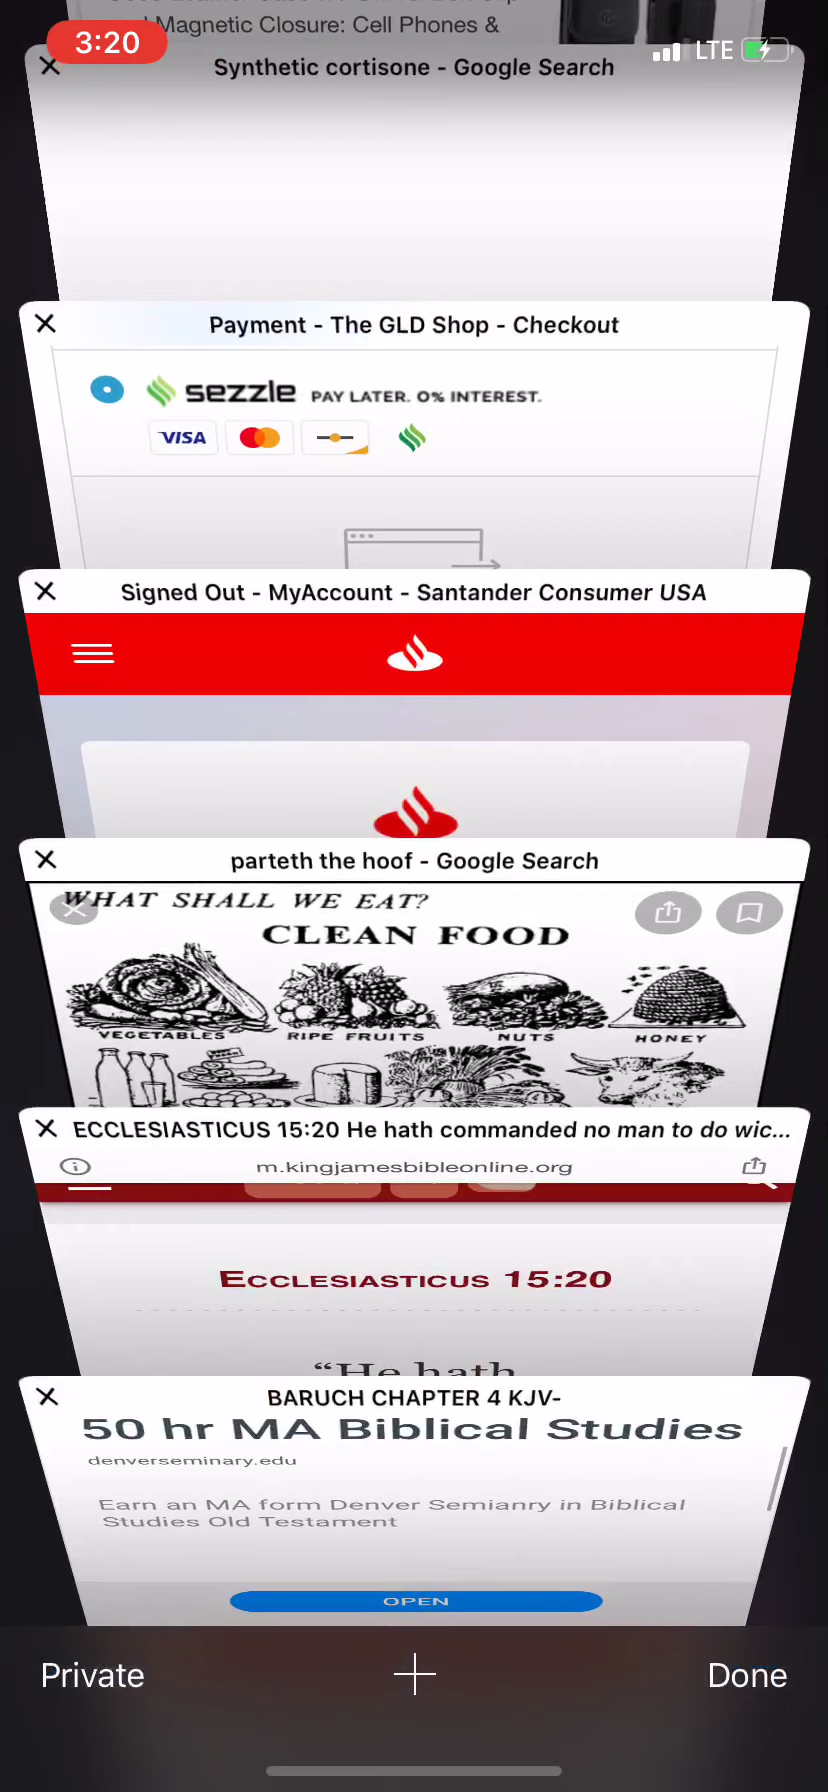 Magnetic Closure: Cell Phones &
3:20
LTE
Synthetic cortisone - Google Search
Payment - The GLD Shop - Checkout
sezzle PAY LATER. 0% INTEREST.
VISA
Signed Out - MyAccount - Santander Consumer USA
parteth the hoof - Google Search
WHAT SHALL WE EAT?
CLEAN FOOD
VEGETABLES RIPE FRUITS NUTS HONEY
ECCLESIASTICUS 15:20 He hath commanded no man to do wic...
m.kingjamesbibleonline.org
ECCLESIASTICUS 15:20
“He hath
BARUCH CHAPTER 4 KJV-
50 hr MA Biblical Studies
denverseminary.edu
Earn an MA form Denver Semianry in Biblical
Studies Old Testament
OPEN
Private
Done